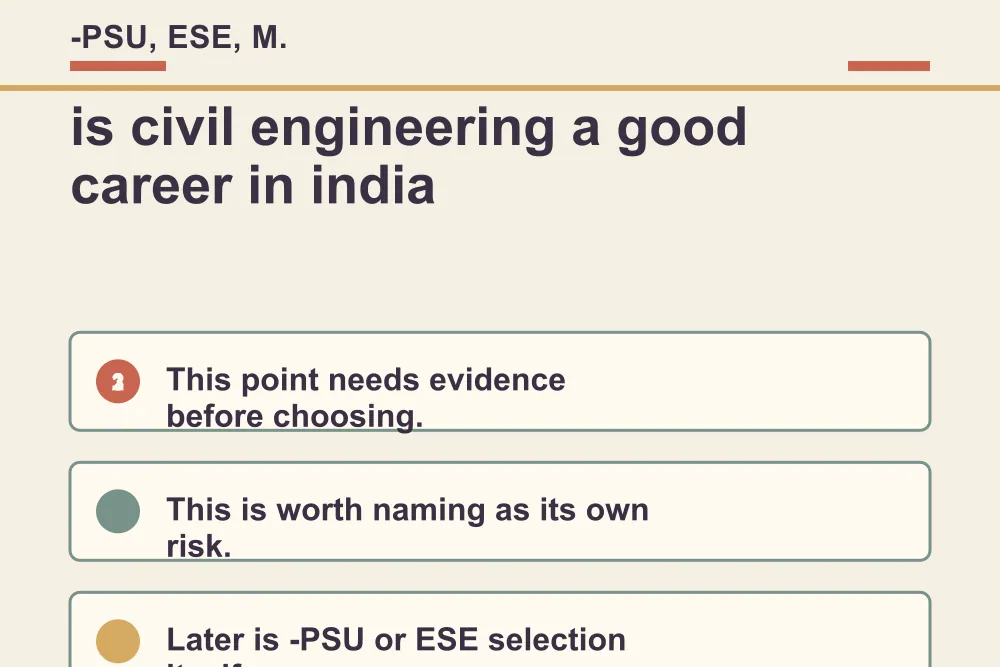 -PSU, ESE, M.
is civil engineering a good
career in india
This point needs evidence
before choosing.
This is worth naming as its own
risk.
Later is -PSU or ESE selection